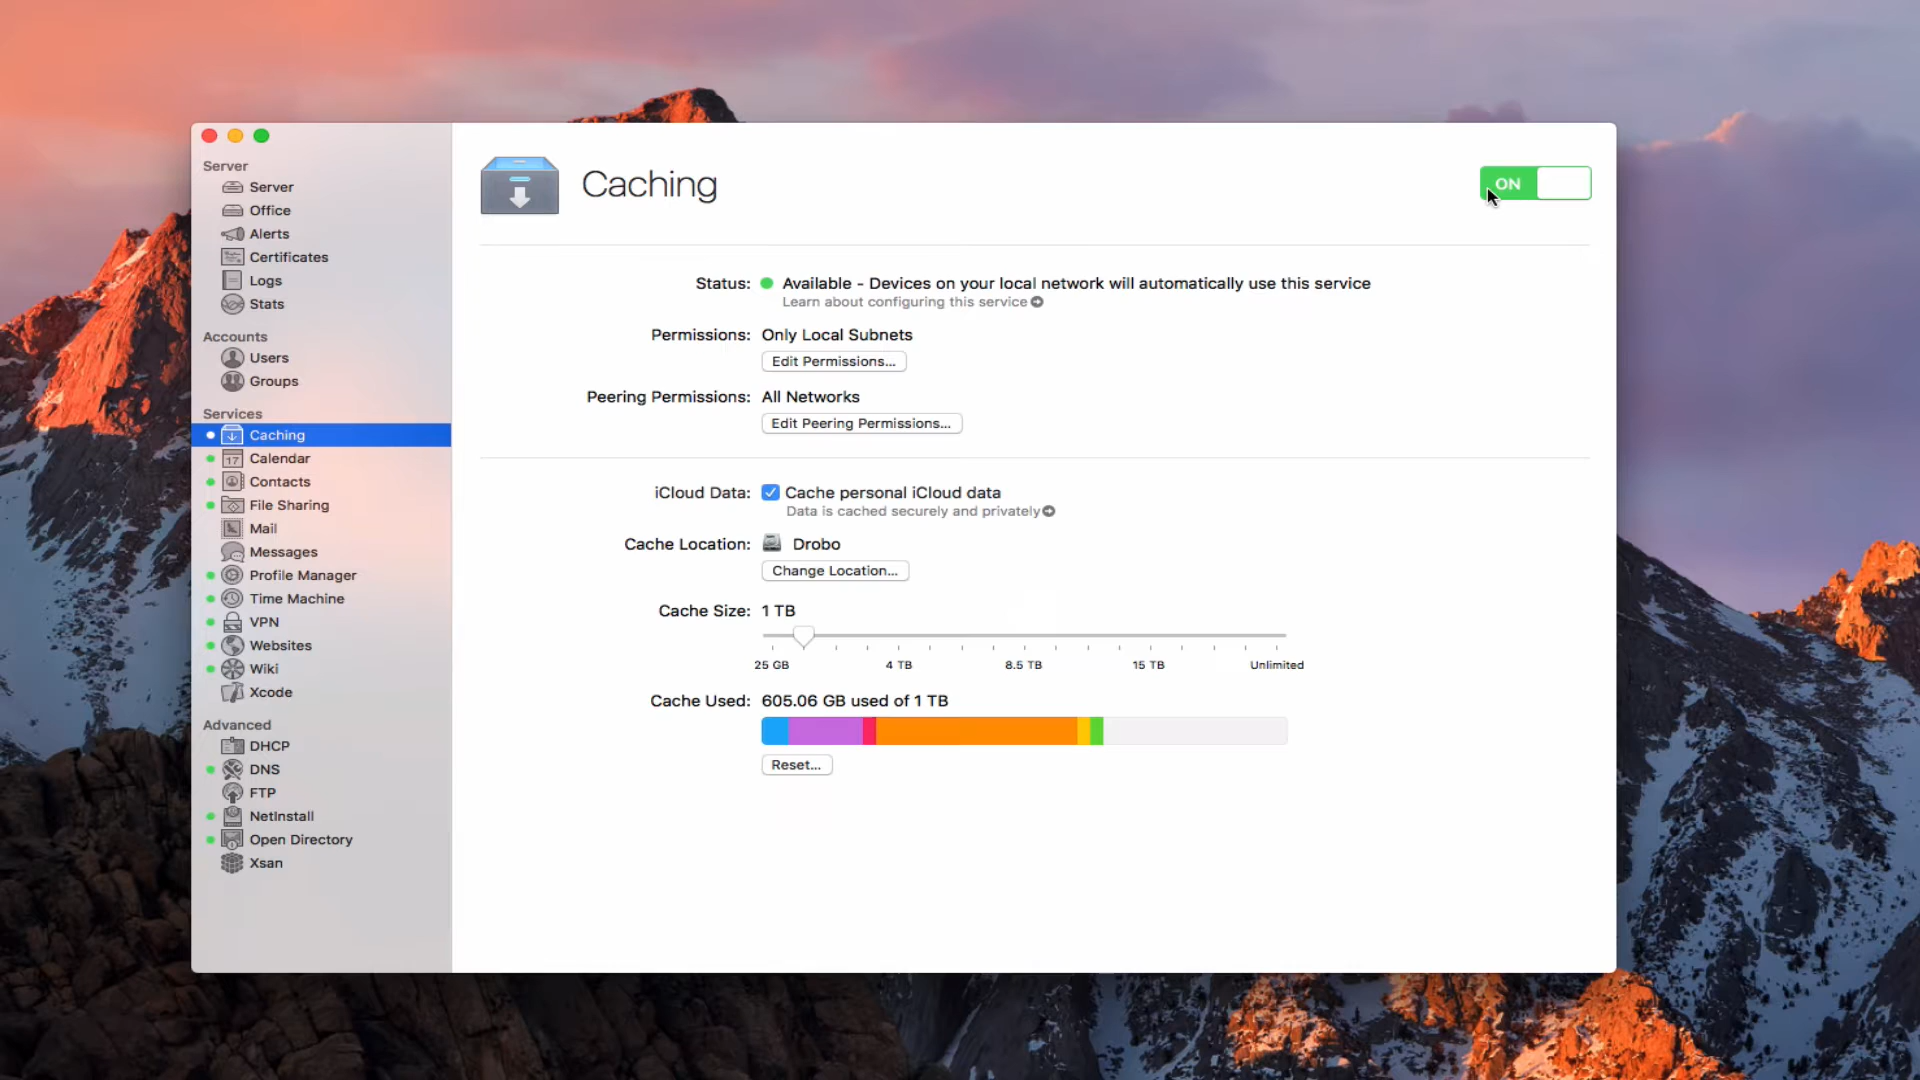 Server
Server
Office
Alerts
Certificates
Logs
Stats
Accounts
Users
Groups
Services
Caching
17 Calendar
Contacts
File Sharing
Mail
Messages
Profile Manager
Time Machine
VPN
Websites
Wiki
Xcode
Advanced
DHCP
DNS
FTP
NetInstall
Open Directory
Xsan
Caching
ON
Status: Available - Devices on your local network will automatically use this service
Learn about configuring this service
Permissions: Only Local Subnets
Edit Permissions...
Peering Permissions: All Networks
Edit Peering Permissions...
iCloud Data: Cache personal iCloud data
Data is cached securely and privately
Cache Location: Drobo
Change Location...
Cache Size: 1 TB
25 GB 4 TB 8.5 TB 15 TB Unlimited
Cache Used: 605.06 GB used of 1 TB
Reset...